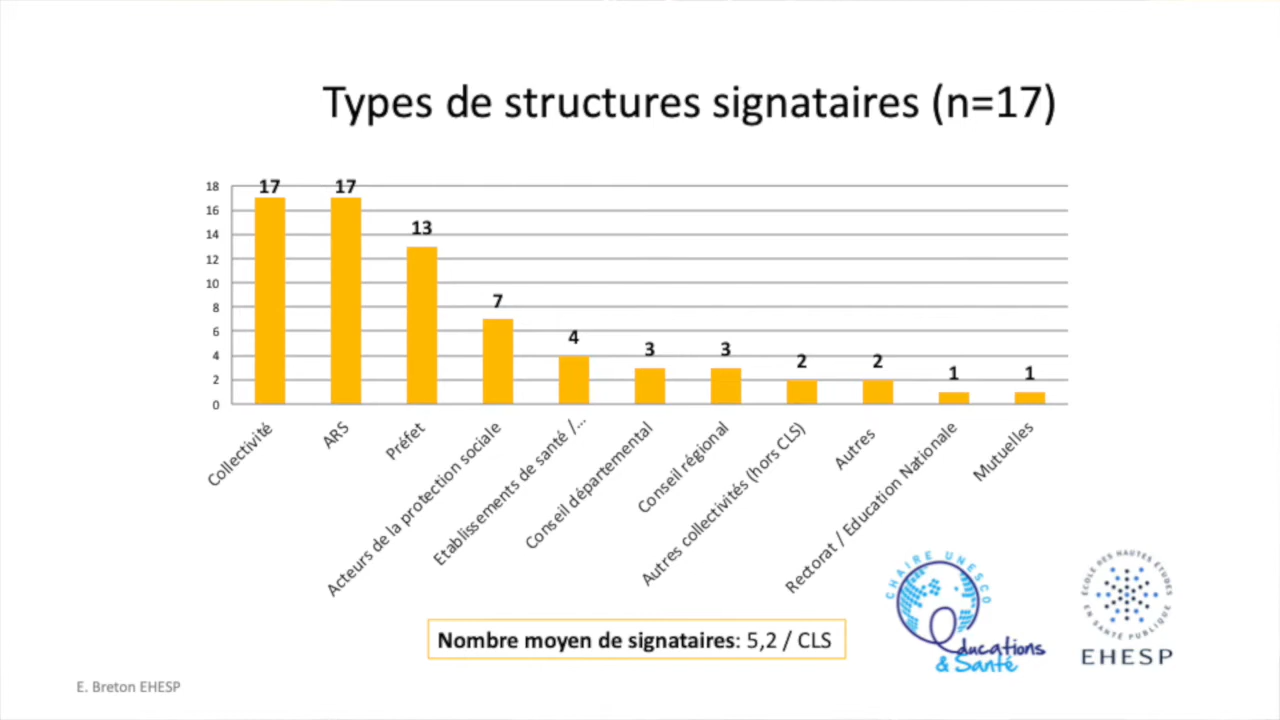 Types de structures signataires (n=17)
18
16
14
12
10
8
6
4
2
0
17
17
13
7
4
3
3
2
2
1
1
Collectivité
ARS
Préfet
Acteurs de la protection sociale
Etablissements de santé /...
Conseil départemental
Conseil régional
Autres collectivités (hors CLS)
Autres
Rectorat / Education Nationale
Mutuelles
Nombre moyen de signataires: 5,2 / CLS
CHAIRE UNESCO
Educations
& Santé
ÉCOLE DES HAUTES ÉTUDES
EN SANTÉ PUBLIQUE
EHESP
E. Breton EHESP